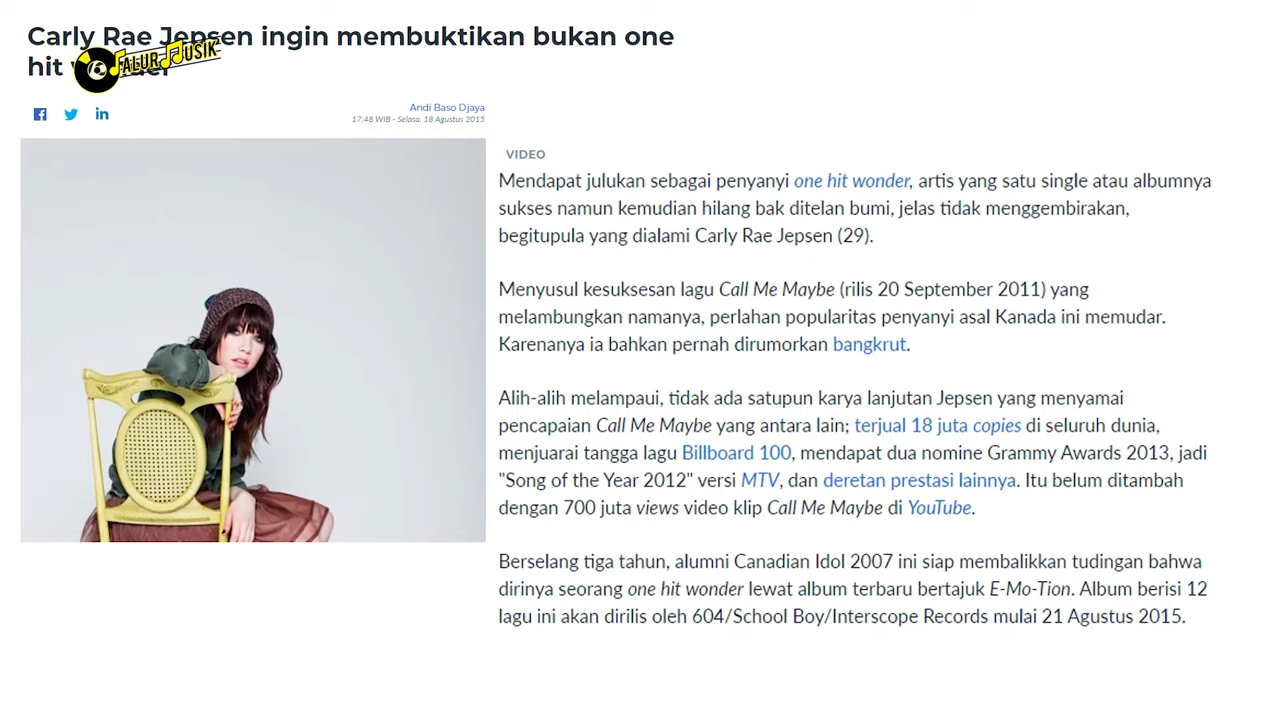 Carly Rae Jepsen ingin membuktikan bukan one
hit
ALUR MUSIK
Andi Baso Djaya
17:48 WIB - Selasa, 18 Agustus 2015
VIDEO
Mendapat julukan sebagai penyanyi one hit wonder, artis yang satu single atau albumnya
sukses namun kemudian hilang bak ditelan bumi, jelas tidak menggembirakan,
begitupula yang dialami Carly Rae Jepsen (29).
Menyusul kesuksesan lagu Call Me Maybe (rilis 20 September 2011) yang
melambungkan namanya, perlahan popularitas penyanyi asal Kanada ini memudar.
Karenanya ia bahkan pernah dirumorkan bangkrut.
Alih-alih melampaui, tidak ada satupun karya lanjutan Jepsen yang menyamai
pencapaian Call Me Maybe yang antara lain; terjual 18 juta copies di seluruh dunia,
menjuarai tangga lagu Billboard 100, mendapat dua nomine Grammy Awards 2013, jadi
"Song of the Year 2012" versi MTV, dan deretan prestasi lainnya. Itu belum ditambah
dengan 700 juta views video klip Call Me Maybe di YouTube.
Berselang tiga tahun, alumni Canadian Idol 2007 ini siap membalikkan tudingan bahwa
dirinya seorang one hit wonder lewat album terbaru bertajuk E-Mo-Tion. Album berisi 12
lagu ini akan dirilis oleh 604/School Boy/Interscope Records mulai 21 Agustus 2015.